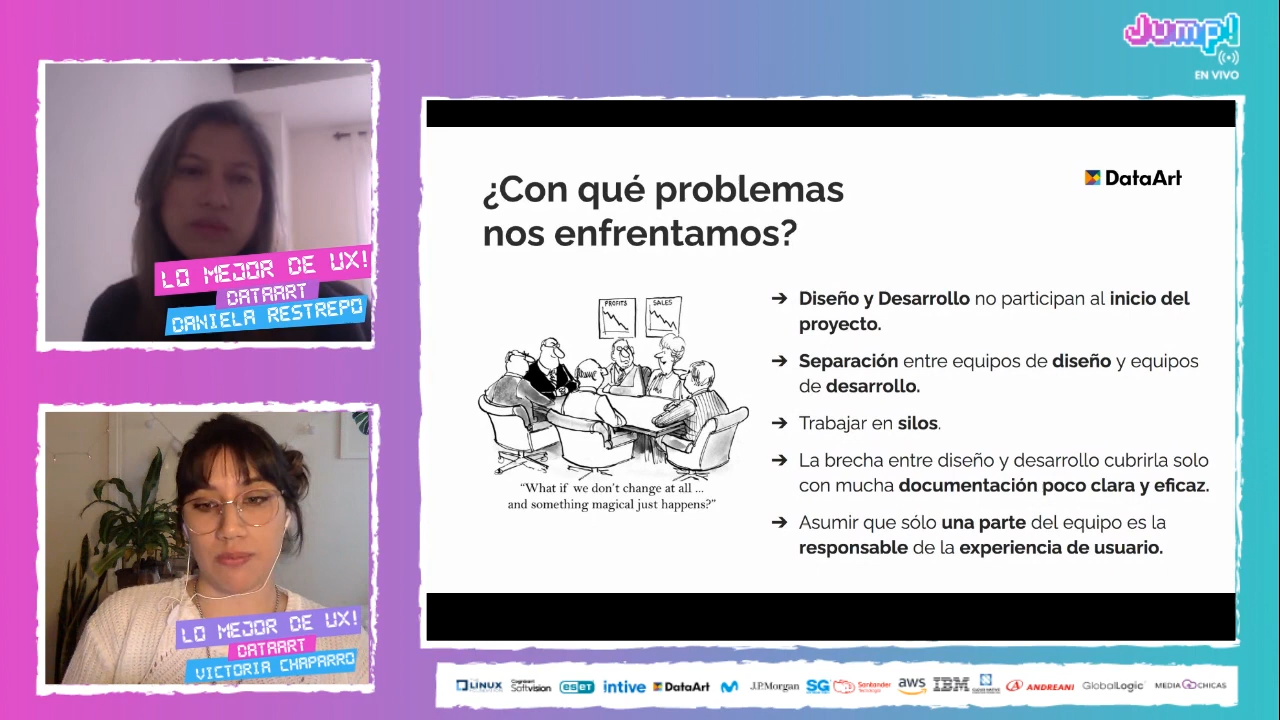 Jump!
EN VIVO
LO MEJOR DE UX!
DATAART
DANIELA RESTREPO
LO MEJOR DE UX!
DATAART
VICTORIA CHAPARRO
¿Con qué problemas
nos enfrentamos?
DataArt
PROFITS
SALES
“What if we don’t change at all ...
and something magical just happens?”
➔ Diseño y Desarrollo no participan al inicio del
proyecto.
➔ Separación entre equipos de diseño y equipos
de desarrollo.
➔ Trabajar en silos.
➔ La brecha entre diseño y desarrollo cubrirla solo
con mucha documentación poco clara y eficaz.
➔ Asumir que sólo una parte del equipo es la
responsable de la experiencia de usuario.
LINUX Cognizant Softvision eset intive DataArt J.P.Morgan SG Santander Tecnología aws IBM ANDREANI GlobalLogic MEDIA CHICAS